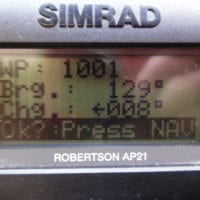 SIMRAD
WP: 1001
Brg.: 129°
Chg.: ←008°
Ok? :Press NAV
ROBERTSON AP21